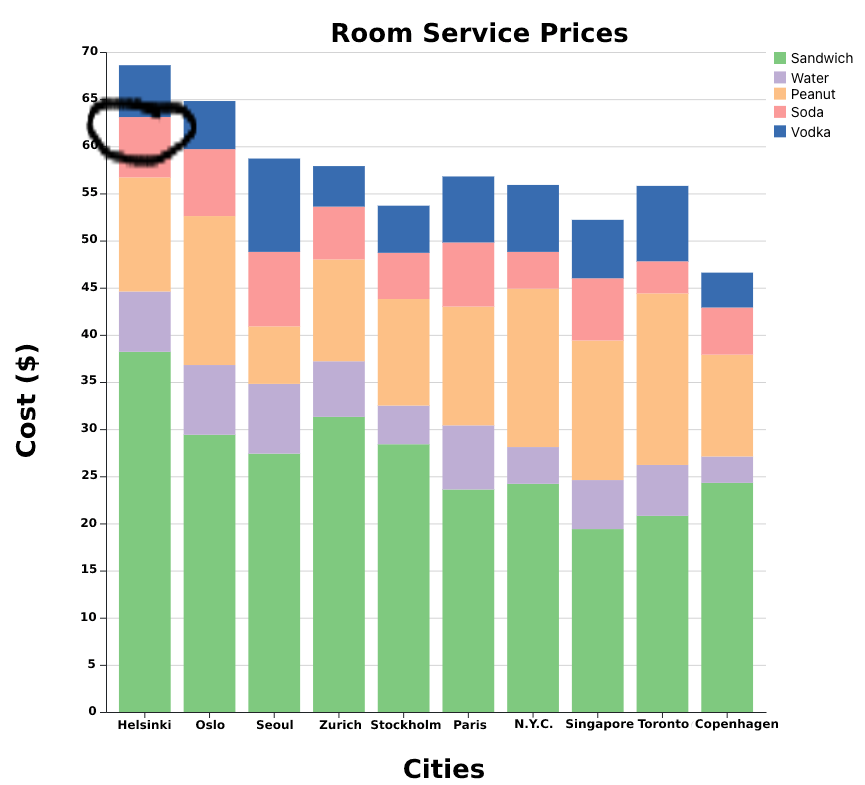 Room Service Prices
70
65
60
55
50
45
40
35
30
25
20
15
10
5
0
Cost ($)
Helsinki Oslo Seoul Zurich Stockholm Paris N.Y.C. Singapore Toronto Copenhagen
Cities
Sandwich
Water
Peanut
Soda
Vodka